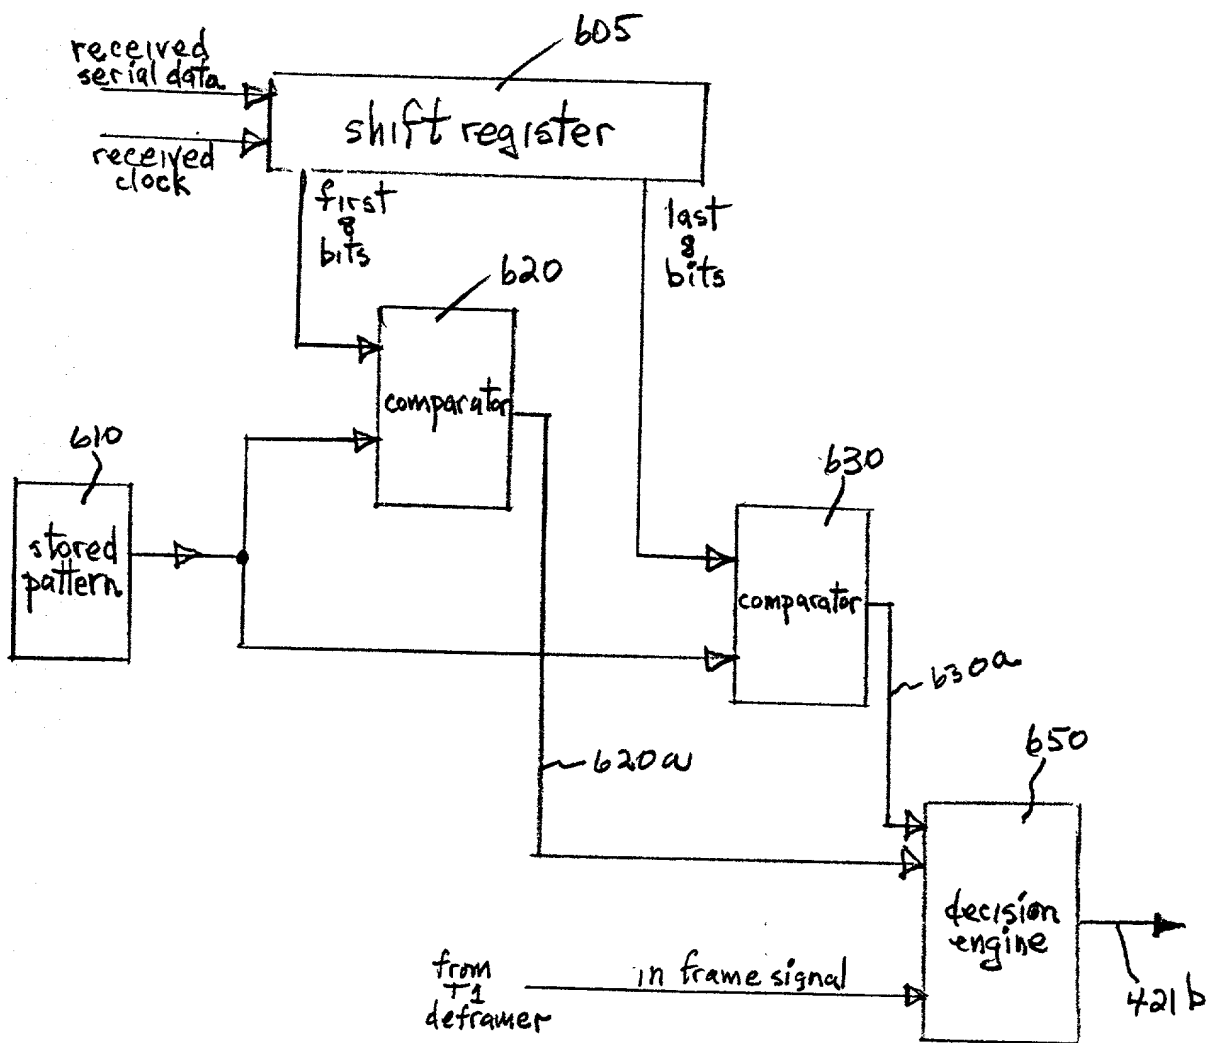 605
received
serial data
shift register
received
clock
first
8
bits
last
8
bits
620
comparator
610
630
stored
pattern
comparator
630a
620a
650
decision
engine
from
T1
deframer
in frame signal
421b